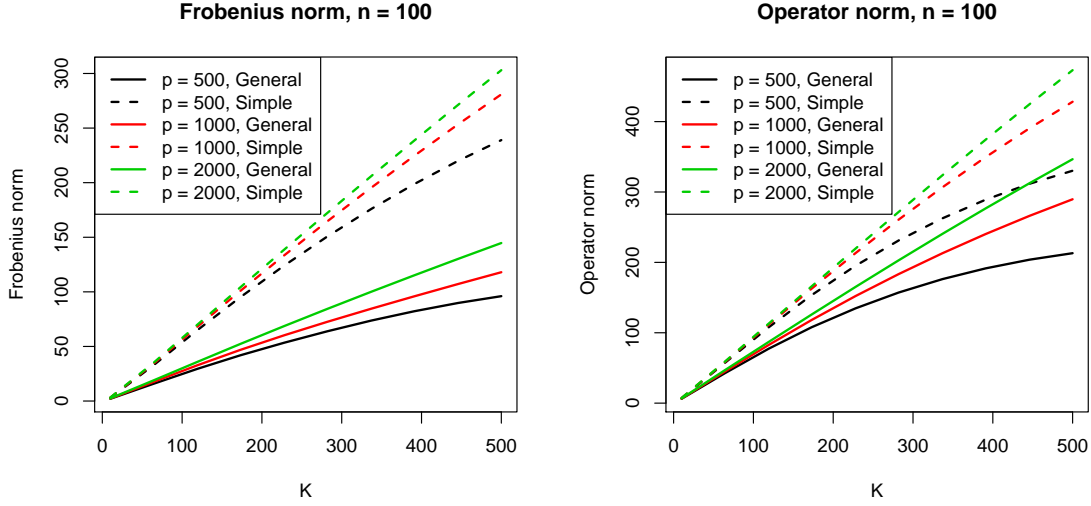 Frobenius norm, n = 100
Frobenius norm
300
250
200
150
100
50
0
p = 500, General
p = 500, Simple
p = 1000, General
p = 1000, Simple
p = 2000, General
p = 2000, Simple
0 100 200 300 400 500
K
Operator norm, n = 100
Operator norm
400
300
200
100
0
p = 500, General
p = 500, Simple
p = 1000, General
p = 1000, Simple
p = 2000, General
p = 2000, Simple
0 100 200 300 400 500
K